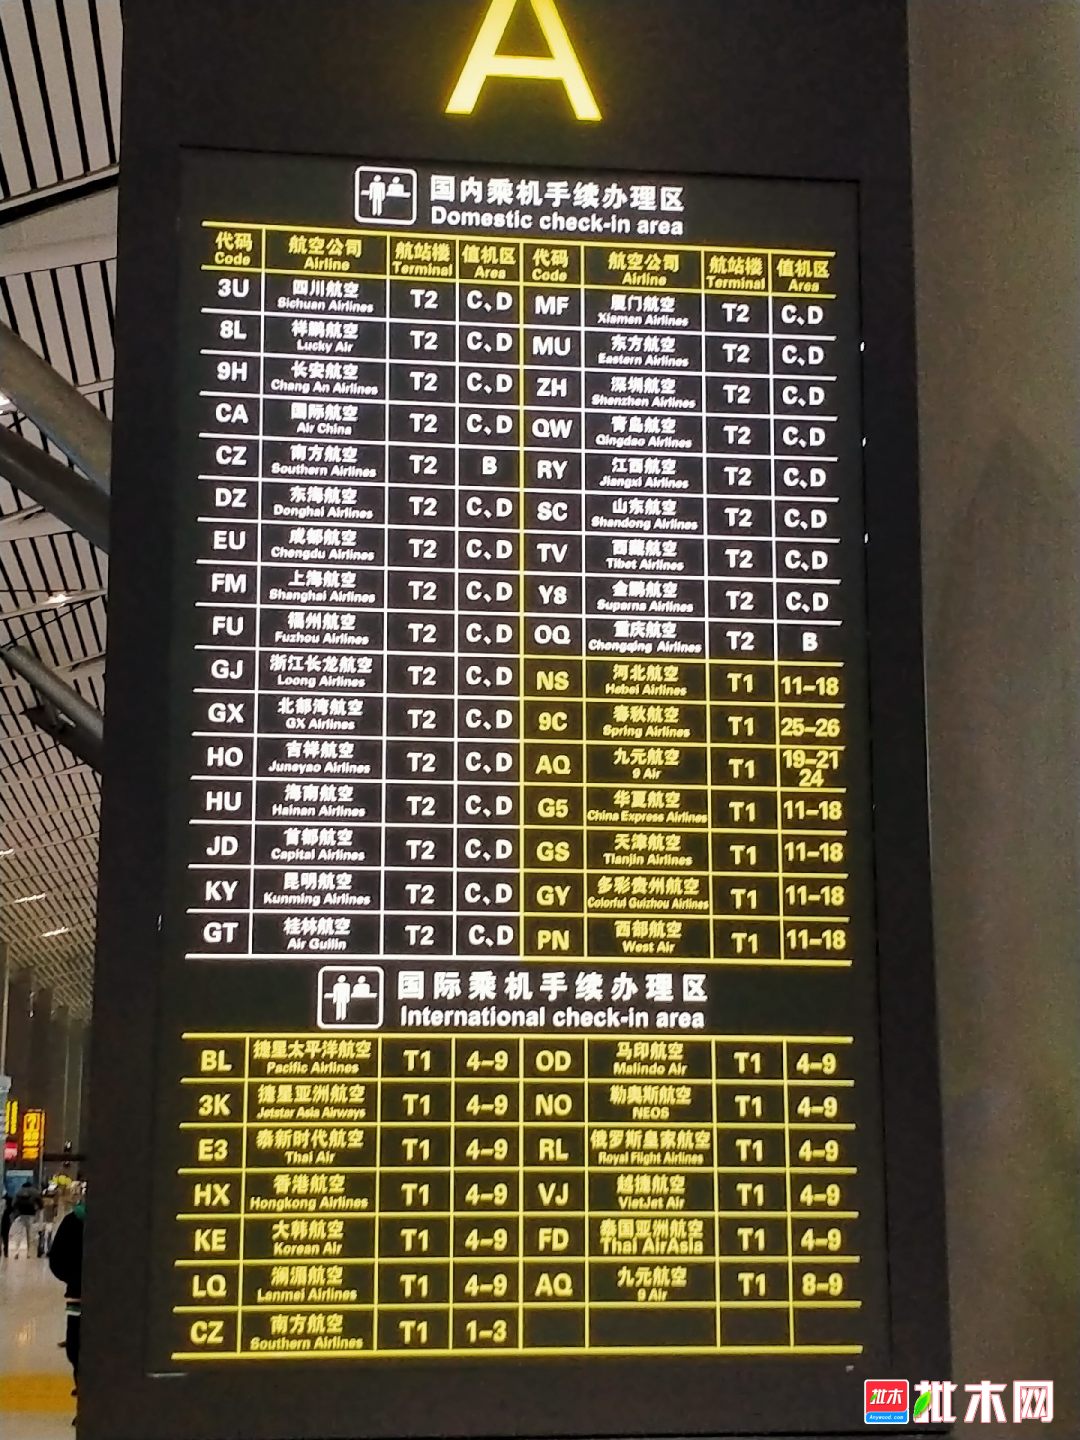 A
国内乘机手续办理区
Domestic check-in area
代码 航空公司 航站楼 值机区 代码 航空公司 航站楼 值机区
Code Airline Terminal Area Code Airline Terminal Area
3U 四川航空 Sichuan Airlines T2 C、D MF 厦门航空 Xiamen Airlines T2 C、D
8L 祥鹏航空 Lucky Air T2 C、D MU 东方航空 Eastern Airlines T2 C、D
9H 长安航空 Chang An Airlines T2 C、D ZH 深圳航空 Shenzhen Airlines T2 C、D
CA 国际航空 Air China T2 C、D QW 青岛航空 Qingdao Airlines T2 C、D
CZ 南方航空 Southern Airlines T2 B RY 江西航空 Jiangxi Airlines T2 C、D
DZ 东海航空 Donghai Airlines T2 C、D SC 山东航空 Shandong Airlines T2 C、D
EU 成都航空 Chengdu Airlines T2 C、D TV 西藏航空 Tibet Airlines T2 C、D
FM 上海航空 Shanghai Airlines T2 C、D Y8 金鹏航空 Suparna Airlines T2 C、D
FU 福州航空 Fuzhou Airlines T2 C、D OQ 重庆航空 Chongqing Airlines T2 B
GJ 浙江长龙航空 Loong Airlines T2 C、D NS 河北航空 Hebei Airlines T1 11-18
GX 北部湾航空 GX Airlines T2 C、D 9C 春秋航空 Spring Airlines T1 25-26
HO 吉祥航空 Juneyao Airlines T2 C、D AQ 九元航空 9 Air T1 19-21 24
HU 海南航空 Hainan Airlines T2 C、D G5 华夏航空 China Express Airlines T1 11-18
JD 首都航空 Capital Airlines T2 C、D GS 天津航空 Tianjin Airlines T1 11-18
KY 昆明航空 Kunming Airlines T2 C、D GY 多彩贵州航空 Colorful Guizhou Airlines T1 11-18
GT 桂林航空 Air Guilin T2 C、D PN 西部航空 West Air T1 11-18
国际乘机手续办理区
International check-in area
BL 捷星太平洋航空 Pacific Airlines T1 4-9 OD 马印航空 Malindo Air T1 4-9
3K 捷星亚洲航空 Jetstar Asia Airways T1 4-9 NO 勒奥斯航空 NEOS T1 4-9
E3 泰新时代航空 Thai Air T1 4-9 RL 俄罗斯皇家航空 Royal Flight Airlines T1 4-9
HX 香港航空 Hongkong Airlines T1 4-9 VJ 越捷航空 VietJet Air T1 4-9
KE 大韩航空 Korean Air T1 4-9 FD 泰国亚洲航空 Thai AirAsia T1 4-9
LQ 澜湄航空 Lanmei Airlines T1 4-9 AQ 九元航空 9 Air T1 8-9
CZ 南方航空 Southern Airlines T1 1-3
批木 Anywood.com 批木网